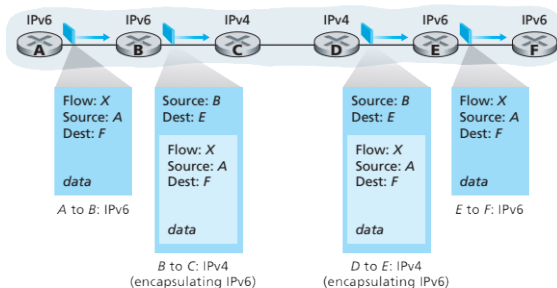 IPv6 IPv6 IPv4 IPv4 IPv6 IPv6
A B C D E F
Flow: X
Source: A
Dest: F
data
A to B: IPv6
Source: B
Dest: E
Flow: X
Source: A
Dest: F
data
B to C: IPv4
(encapsulating IPv6)
Source: B
Dest: E
Flow: X
Source: A
Dest: F
data
D to E: IPv4
(encapsulating IPv6)
Flow: X
Source: A
Dest: F
data
E to F: IPv6